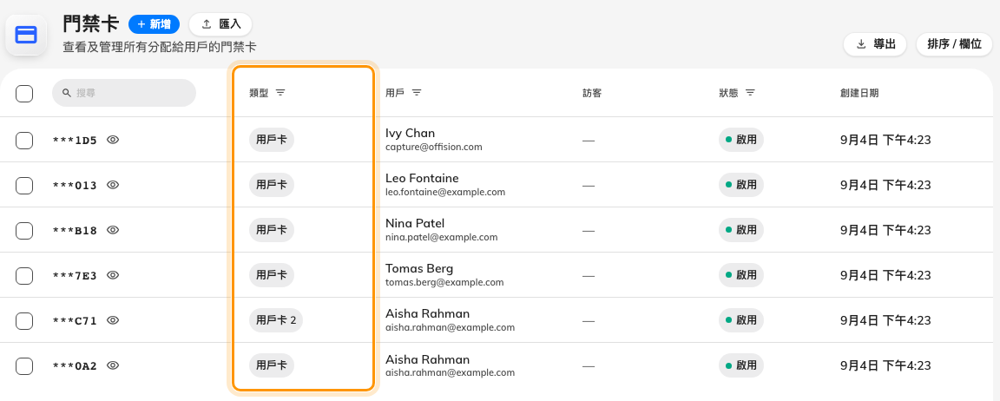 門禁卡
+ 新增
匯入
查看及管理所有分配給用戶的門禁卡
導出
排序 / 欄位
搜尋 類型 用戶 訪客 狀態 創建日期
***1D5 用戶卡 Ivy Chan — 啟用 9月4日 下午4:23
capture@offision.com
***013 用戶卡 Leo Fontaine — 啟用 9月4日 下午4:23
leo.fontaine@example.com
***B18 用戶卡 Nina Patel — 啟用 9月4日 下午4:23
nina.patel@example.com
***7E3 用戶卡 Tomas Berg — 啟用 9月4日 下午4:23
tomas.berg@example.com
***C71 用戶卡 2 Aisha Rahman — 啟用 9月4日 下午4:23
aisha.rahman@example.com
***0A2 用戶卡 Aisha Rahman — 啟用 9月4日 下午4:23
aisha.rahman@example.com